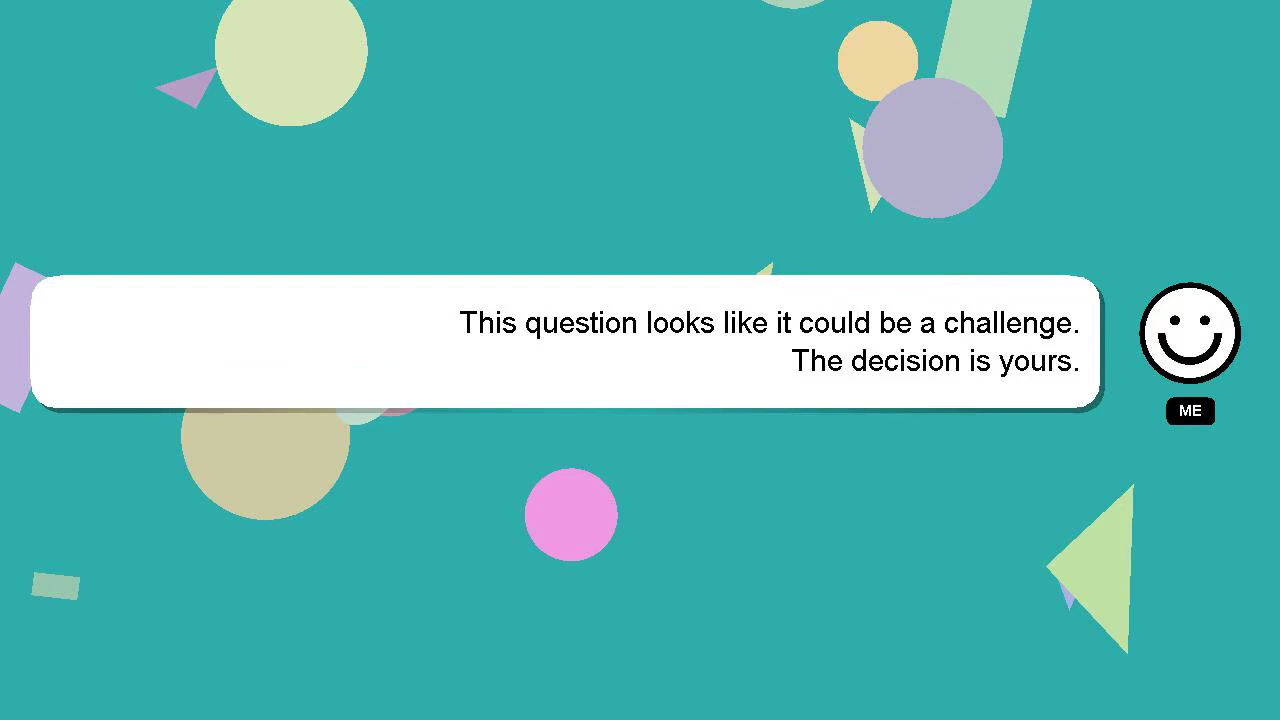 This question looks like it could be a challenge.
The decision is yours.
ME